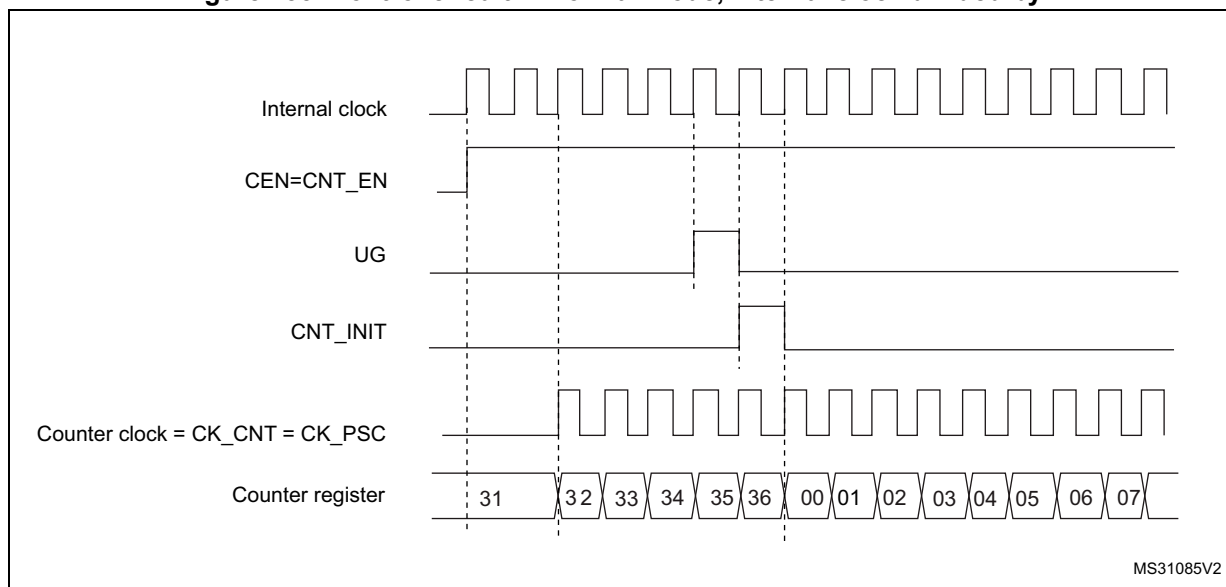 Internal clock
CEN=CNT_EN
UG
CNT_INIT
Counter clock = CK_CNT = CK_PSC
Counter register 31 32 33 34 35 36 00 01 02 03 04 05 06 07
MS31085V2